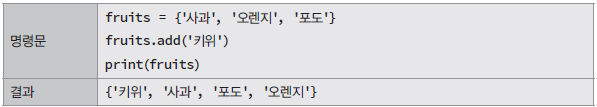 명령문
fruits = {'사과', '오렌지', '포도'}
fruits.add('키위')
print(fruits)
결과
{'키위', '사과', '포도', '오렌지'}